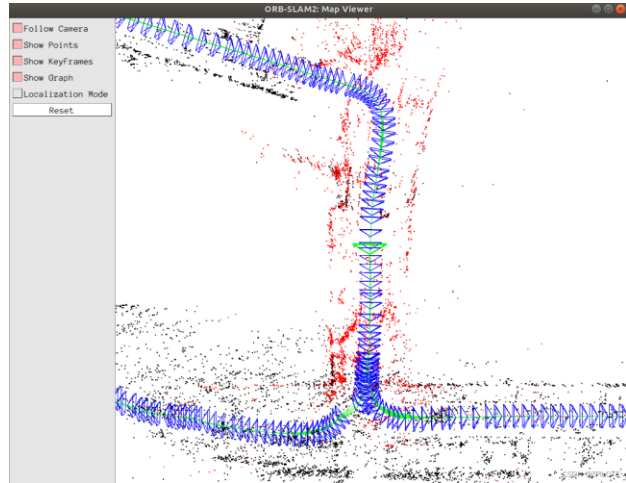 ORB-SLAM2: Map Viewer
Follow Camera
Show Points
Show KeyFrames
Show Graph
Localization Mode
Reset